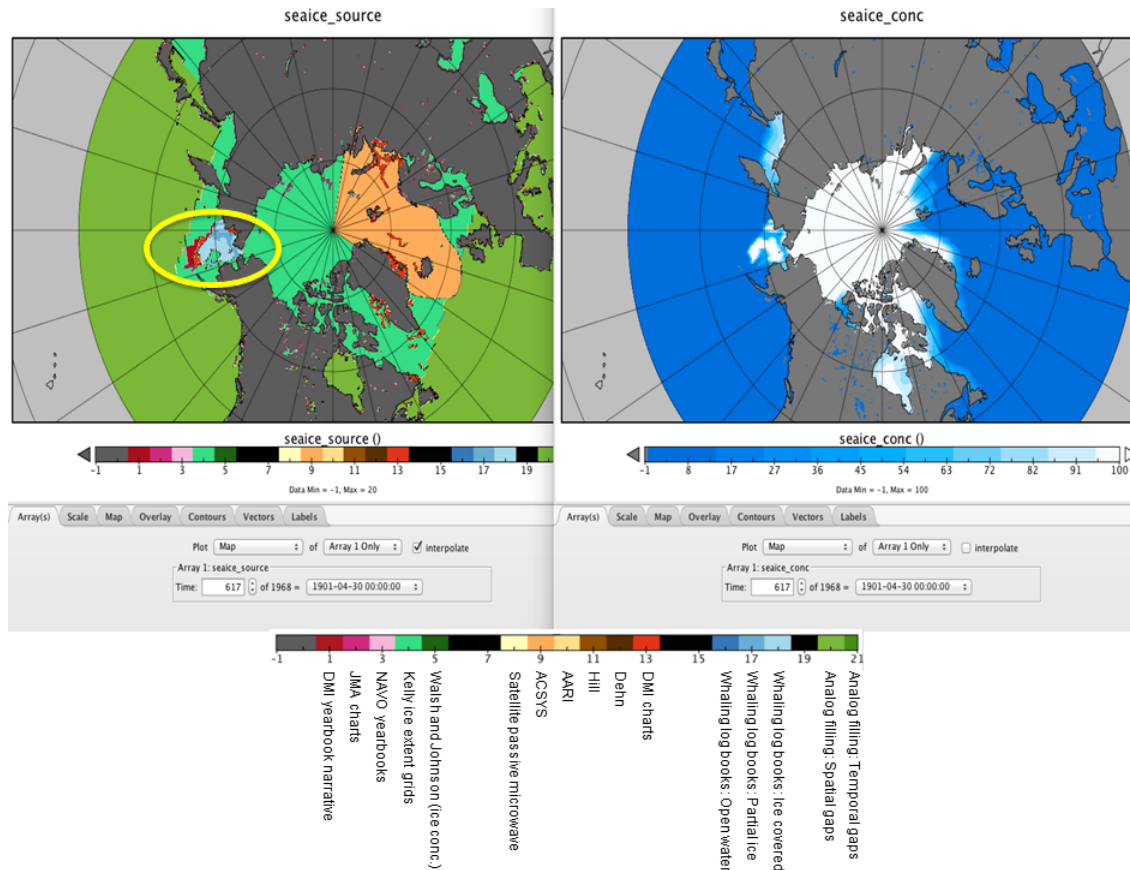 seaice_source
seaice_conc
seaice_source ()
-1 1 3 5 7 9 11 13 15 17 19
Data Min = -1, Max = 20
seaice_conc ()
-1 8 17 27 36 45 54 63 72 82 91 100
Data Min = -1, Max = 100
Array(s) Scale Map Overlay Contours Vectors Labels
Plot Map of Array 1 Only interpolate
Array 1: seaice_source
Time: 617 of 1968 = 1901-04-30 00:00:00
Array(s) Scale Map Overlay Contours Vectors Labels
Plot Map of Array 1 Only interpolate
Array 1: seaice_conc
Time: 617 of 1968 = 1901-04-30 00:00:00
-1 1 3 5 7 9 11 13 15 17 19 21
DMI yearbook narrative
JMA charts
NAVO yearbooks
Kelly ice extent grids
Walsh and Johnson (ice conc.)
Satellite passive microwave
ACSYS
AARI
Hill
Dehn
DMI charts
Whaling log books: Open water
Whaling log books: Partial ice
Whaling log books: Ice covered
Analog filling: Spatial gaps
Analog filling: Temporal gaps